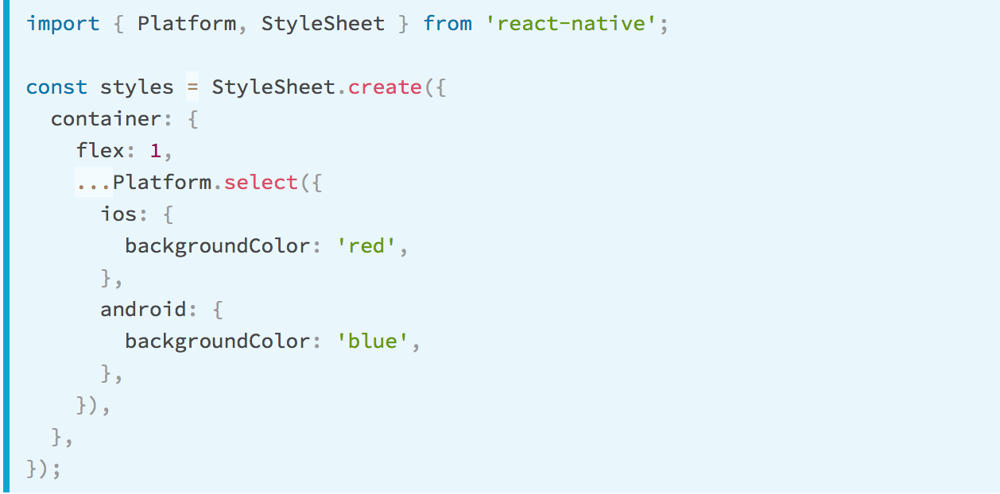 import { Platform, StyleSheet } from 'react-native';

const styles = StyleSheet.create({
  container: {
    flex: 1,
    ...Platform.select({
      ios: {
        backgroundColor: 'red',
      },
      android: {
        backgroundColor: 'blue',
      },
    }),
  },
});